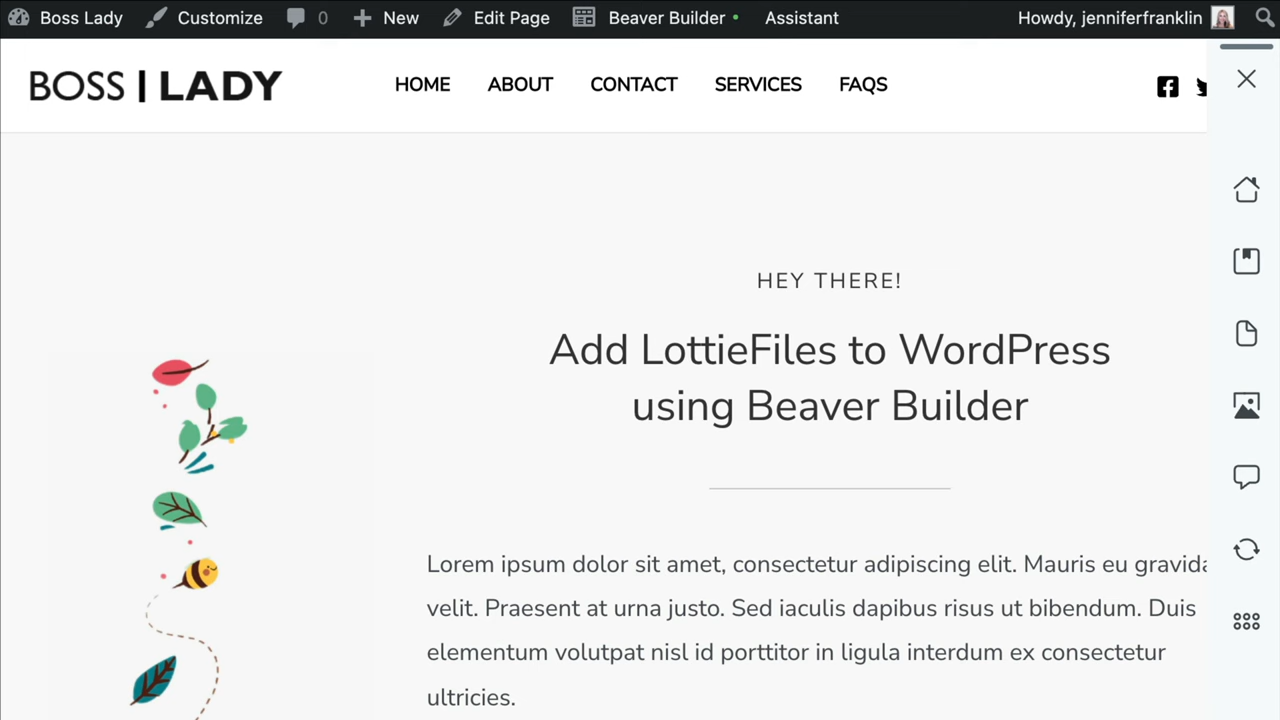 Boss Lady Customize 0 New Edit Page Beaver Builder Assistant Howdy, jenniferfranklin
BOSS | LADY HOME ABOUT CONTACT SERVICES FAQS
HEY THERE!
Add LottieFiles to WordPress
using Beaver Builder
Lorem ipsum dolor sit amet, consectetur adipiscing elit. Mauris eu gravida
velit. Praesent at urna justo. Sed iaculis dapibus risus ut bibendum. Duis
elementum volutpat nisl id porttitor in ligula interdum ex consectetur
ultricies.